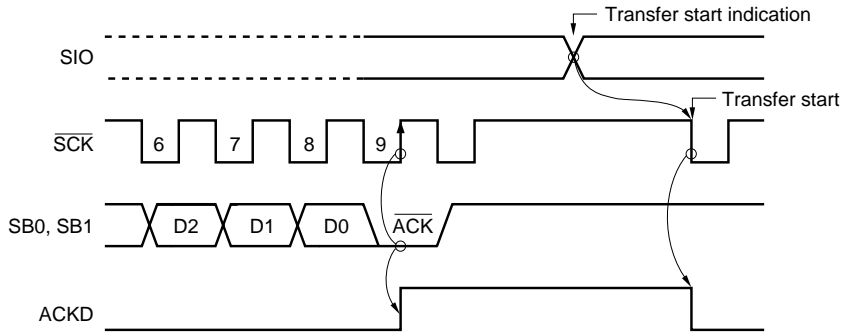 Transfer start indication
SIO
Transfer start
SCK
6 7 8 9
SB0, SB1
D2 D1 D0 ACK
ACKD